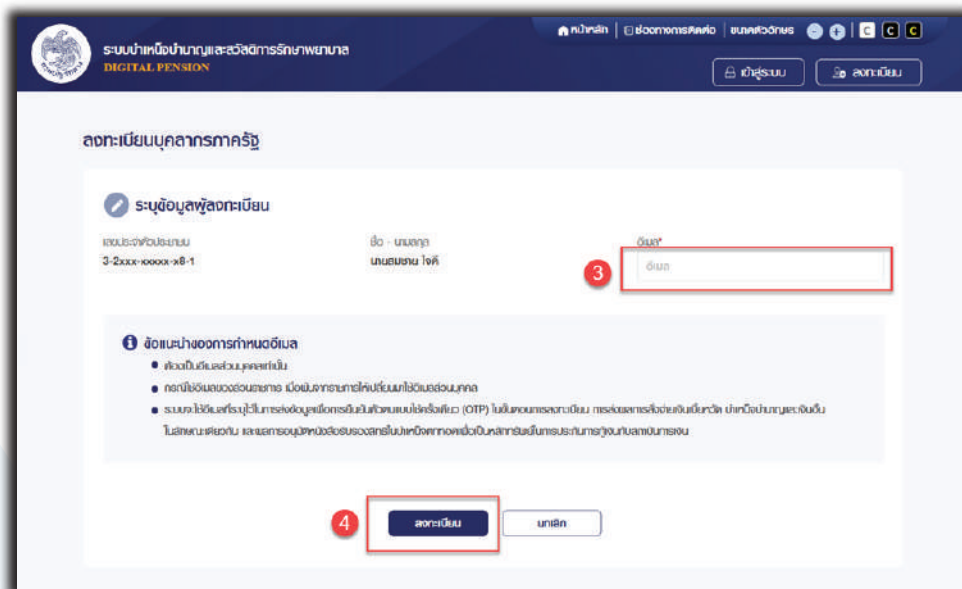 หน้าหลัก | ช่องทางการติดต่อ | ขนาดตัวอักษร - + | C C C
ระบบบำเหน็จบำนาญและสวัสดิการรักษาพยาบาล
DIGITAL PENSION
เข้าสู่ระบบ ลงทะเบียน
ลงทะเบียนบุคลากรภาครัฐ
ระบุข้อมูลผู้ลงทะเบียน
เลขประจำตัวประชาชน ชื่อ - นามสกุล อีเมล*
3-2xxx-xxxxx-x8-1 นายสมชาย ใจดี 3 อีเมล
ข้อแนะนำของการกำหนดอีเมล
ต้องเป็นอีเมลส่วนบุคคลเท่านั้น
กรณีใช้อีเมลของส่วนราชการ เมื่อพ้นจากราชการให้เปลี่ยนมาใช้อีเมลส่วนบุคคล
ระบบจะใช้อีเมลที่ระบุไว้ในการส่งข้อมูลเพื่อการยืนยันตัวตนแบบใช้ครั้งเดียว (OTP) ในขั้นตอนการลงทะเบียน การส่งผลการสั่งจ่ายเงินเบี้ยหวัด บำเหน็จบำนาญและเงินอื่น
ในลักษณะเดียวกัน และผลการอนุมัติหนังสือรับรองสิทธิในบำเหน็จตกทอดเพื่อเป็นหลักทรัพย์ในการประกันการกู้เงินกับสถาบันการเงิน
4 ลงทะเบียน ยกเลิก